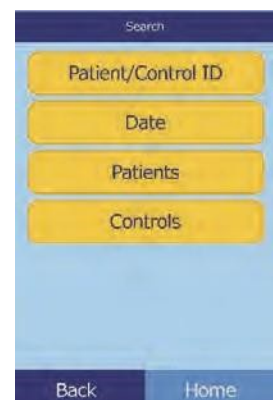 Search
Patient/Control ID
Date
Patients
Controls
Back
Home